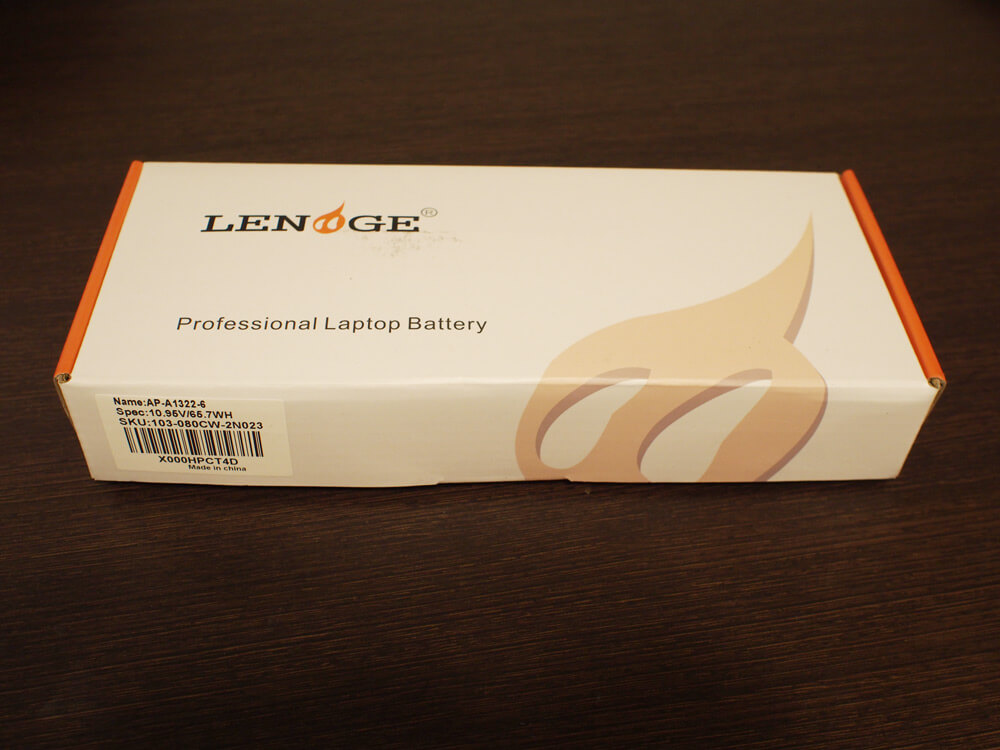 LENOGE®
Professional Laptop Battery
Name:AP-A1322-6
Spec:10.95V/65.7WH
SKU:103-080CW-2N023
X000HPCT4D
Made in china